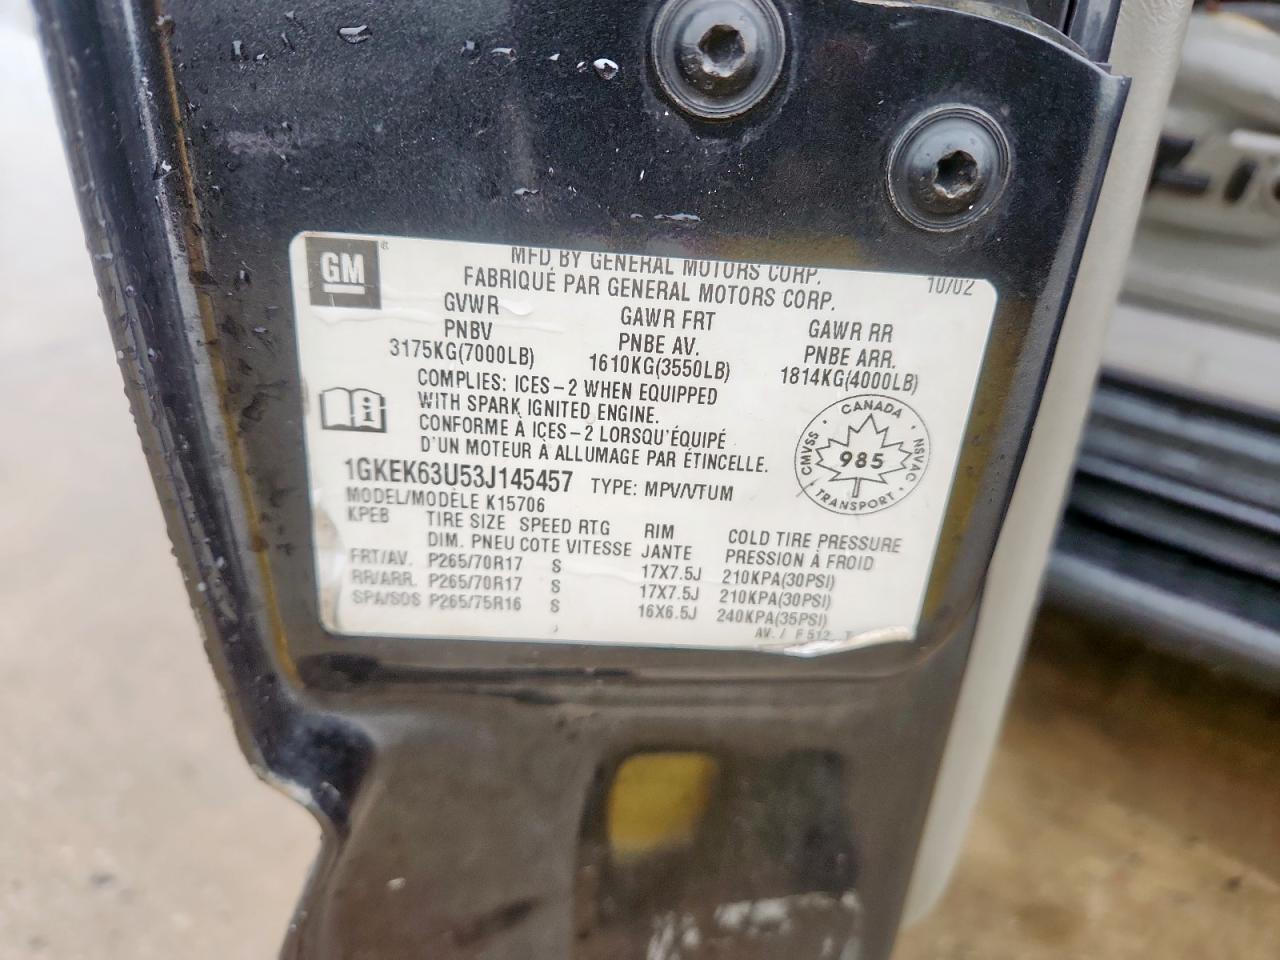 GM ®
MFD BY GENERAL MOTORS CORP.
FABRIQUÉ PAR GENERAL MOTORS CORP.
10/02
GVWR GAWR FRT GAWR RR
PNBV PNBE AV. PNBE ARR.
3175KG(7000LB) 1610KG(3550LB) 1814KG(4000LB)
COMPLIES: ICES-2 WHEN EQUIPPED
WITH SPARK IGNITED ENGINE.
CONFORME À ICES-2 LORSQU'ÉQUIPÉ
D'UN MOTEUR À ALLUMAGE PAR ÉTINCELLE.
CANADA
CMVSS 985 NSVAC
TRANSPORT
1GKEK63U53J145457 TYPE: MPV/VTUM
MODEL/MODÈLE K15706
KPEB TIRE SIZE SPEED RTG RIM COLD TIRE PRESSURE
DIM. PNEU COTE VITESSE JANTE PRESSION À FROID
FRT/AV. P265/70R17 S 17X7.5J 210KPA(30PSI)
RR/ARR. P265/70R17 S 17X7.5J 210KPA(30PSI)
SPA/SDS P265/75R16 S 16X6.5J 240KPA(35PSI)